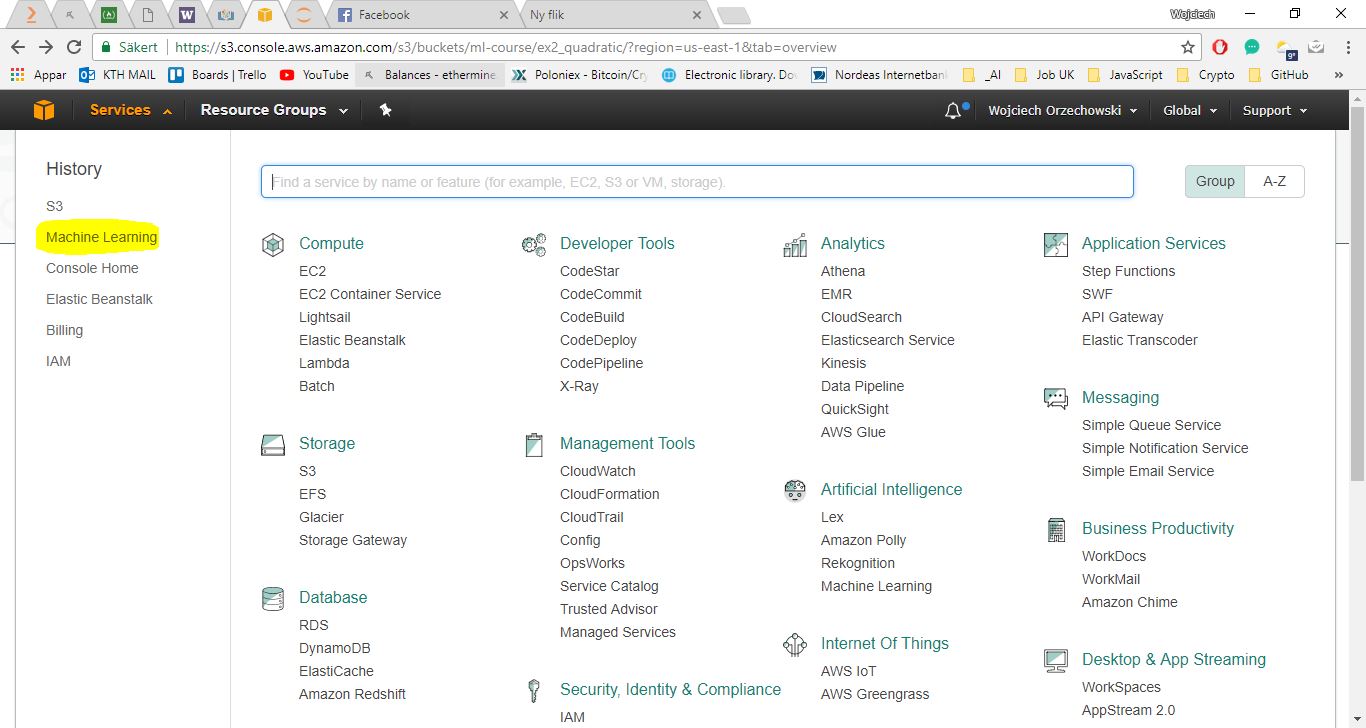 Facebook
Ny flik
Wojciech
Säkert
https://s3.console.aws.amazon.com/s3/buckets/ml-course/ex2_quadratic/?region=us-east-1&tab=overview
Appar
KTH MAIL
Boards | Trello
YouTube
Balances - ethermine
Poloniex - Bitcoin/Cry
Electronic library. Do
Nordeas Internetban
_AI
Job UK
JavaScript
Crypto
GitHub
»
Services
Resource Groups
Wojciech Orzechowski
Global
Support
History
S3
Machine Learning
Console Home
Elastic Beanstalk
Billing
IAM
Find a service by name or feature (for example, EC2, S3 or VM, storage).
Group
A-Z
Compute
EC2
EC2 Container Service
Lightsail
Elastic Beanstalk
Lambda
Batch
Storage
S3
EFS
Glacier
Storage Gateway
Database
RDS
DynamoDB
ElastiCache
Amazon Redshift
Developer Tools
CodeStar
CodeCommit
CodeBuild
CodeDeploy
CodePipeline
X-Ray
Management Tools
CloudWatch
CloudFormation
CloudTrail
Config
OpsWorks
Service Catalog
Trusted Advisor
Managed Services
Security, Identity & Compliance
IAM
Analytics
Athena
EMR
CloudSearch
Elasticsearch Service
Kinesis
Data Pipeline
QuickSight
AWS Glue
Artificial Intelligence
Lex
Amazon Polly
Rekognition
Machine Learning
Internet Of Things
AWS IoT
AWS Greengrass
Application Services
Step Functions
SWF
API Gateway
Elastic Transcoder
Messaging
Simple Queue Service
Simple Notification Service
Simple Email Service
Business Productivity
WorkDocs
WorkMail
Amazon Chime
Desktop & App Streaming
WorkSpaces
AppStream 2.0